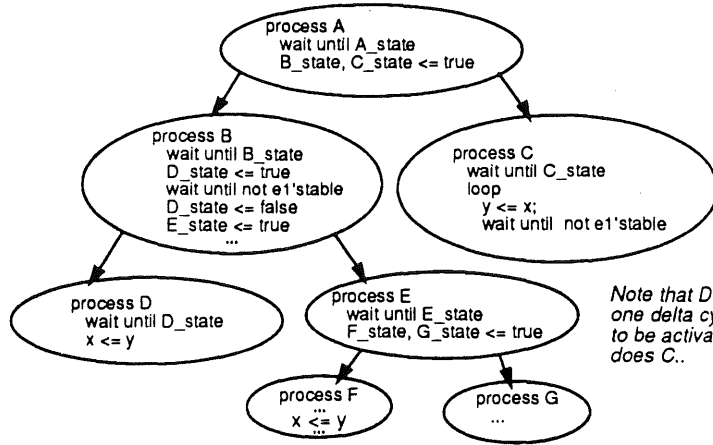 process A
wait until A_state
B_state, C_state <= true
process B
wait until B_state
D_state <= true
wait until not e1'stable
D_state <= false
E_state <= true
...
process C
wait until C_state
loop
y <= x;
wait until not e1'stable
process D
wait until D_state
x <= y
process E
wait until E_state
F_state, G_state <= true
Note that D
one delta cy
to be activa
does C..
process F
...
x <= y
...
process G
...